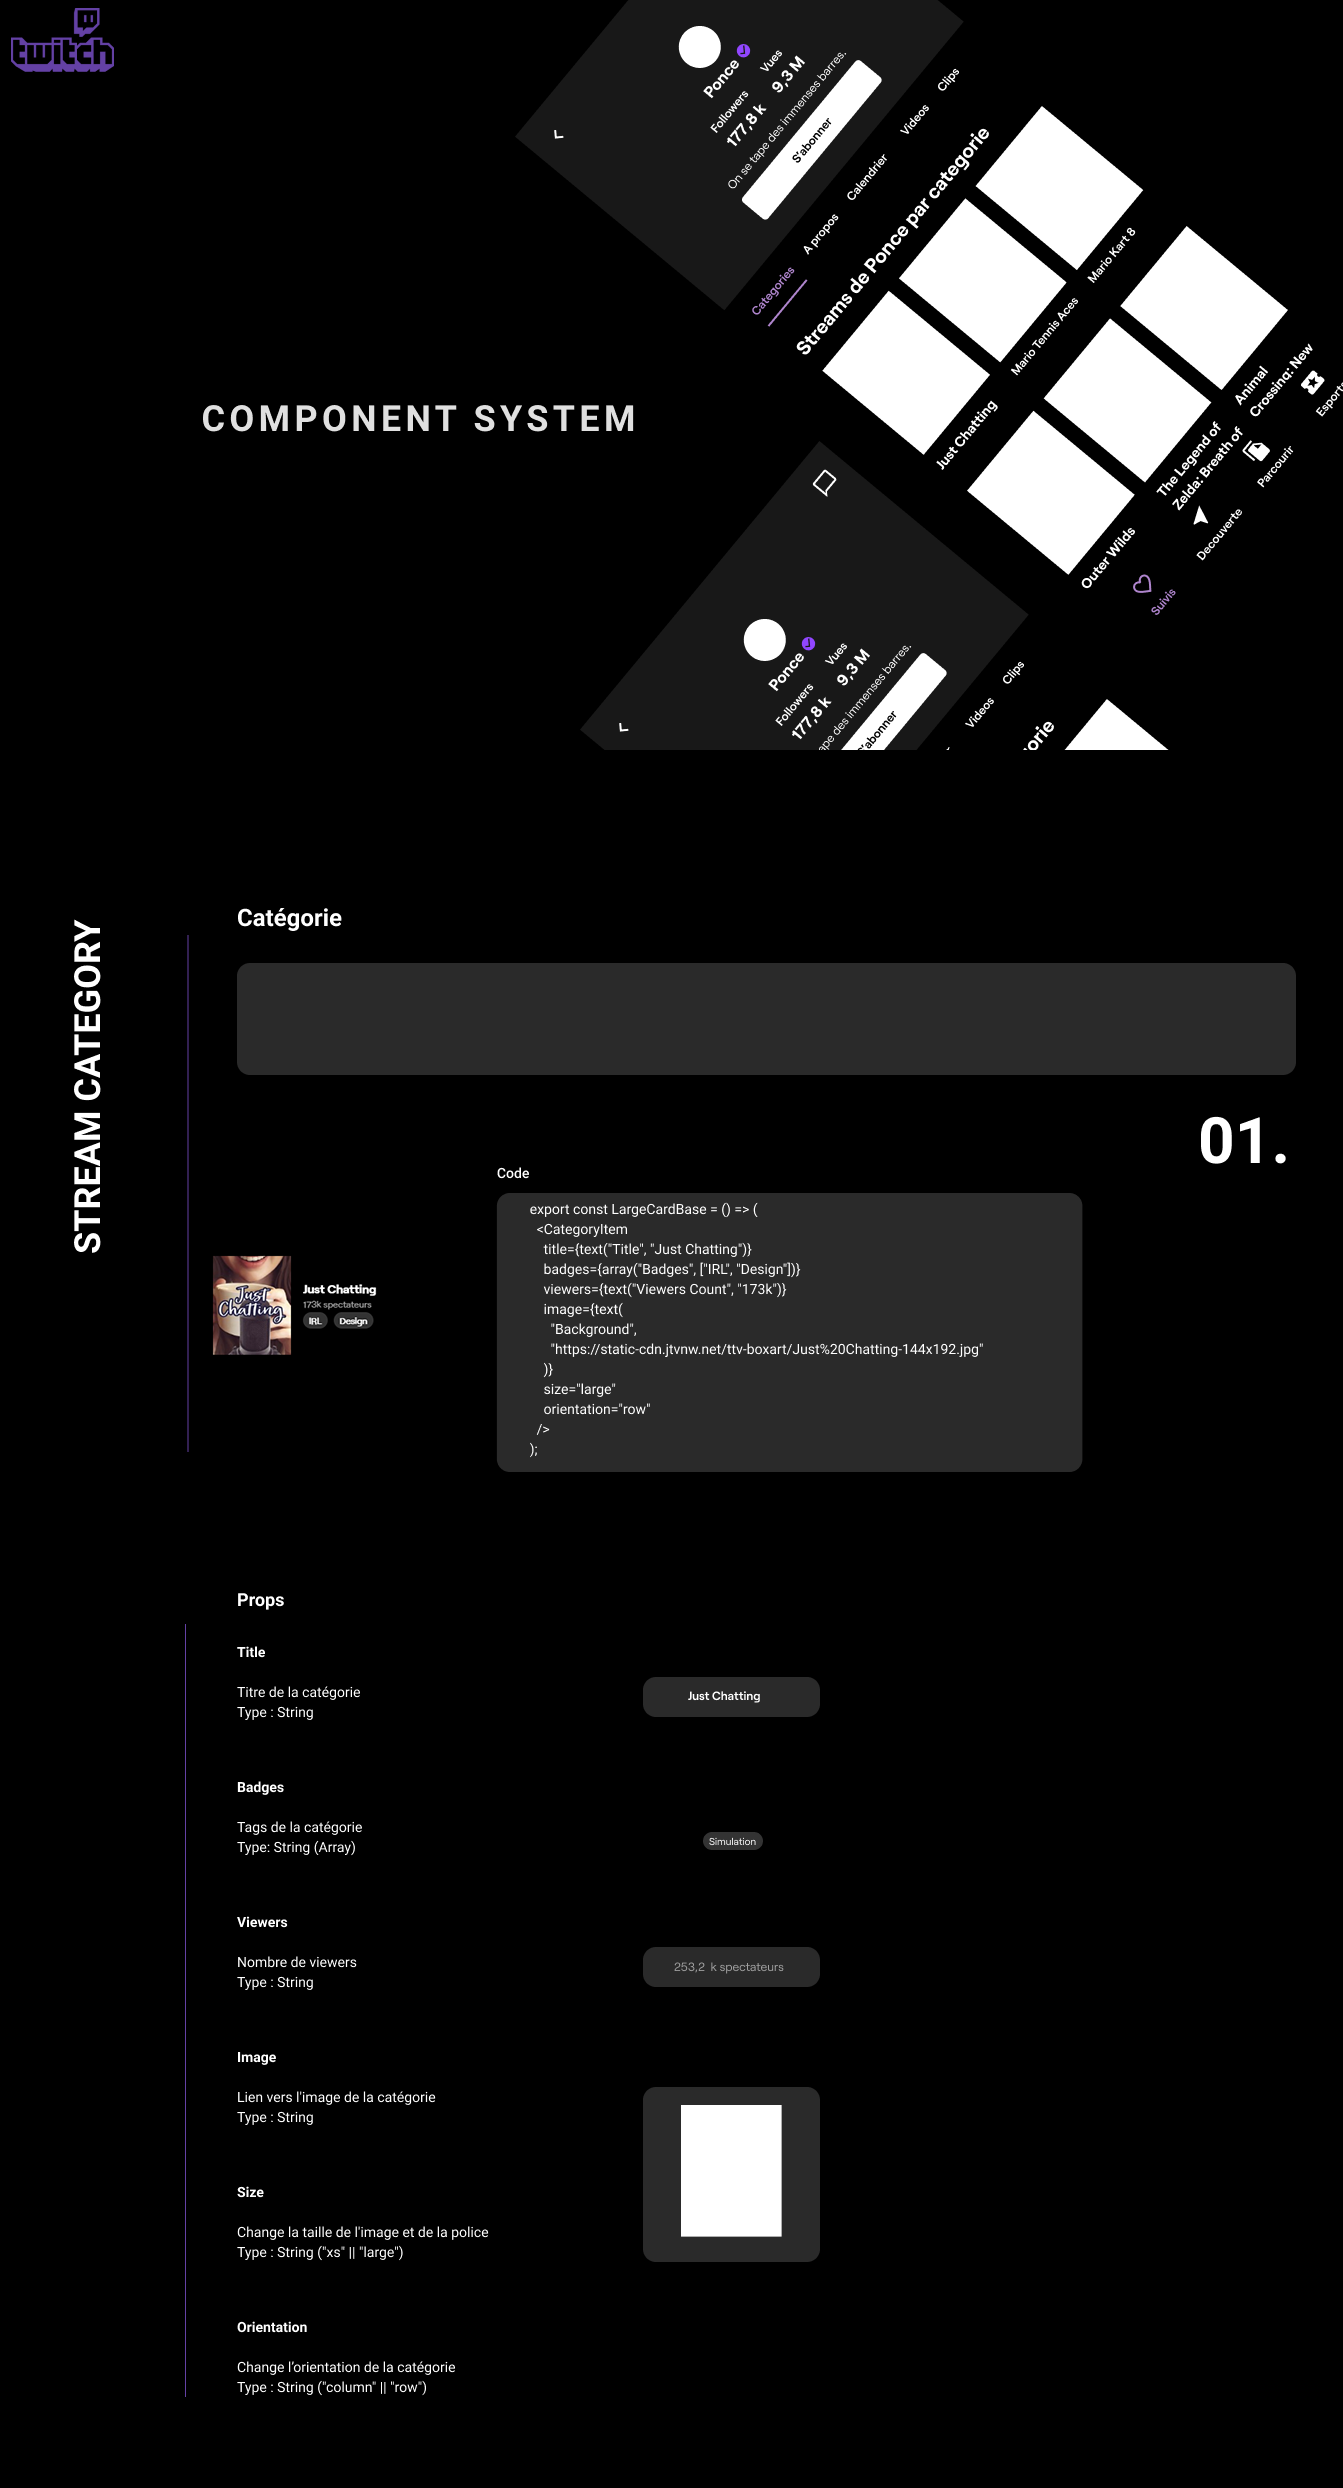 twitch
Ponce
Followers
Vues
177,8 k
9,3 M
On se tape des immenses barres.
S'abonner
Categories
A propos
Calendrier
Videos
Clips
Streams de Ponce par categorie
Just Chatting
Mario Tennis Aces
Mario Kart 8
Outer Wilds
The Legend of
Zelda: Breath of
Animal
Crossing: New
Suivis
Decouverte
Parcourir
Esports
COMPONENT SYSTEM
Ponce
Followers
Vues
177,8 k
9,3 M
tape des immenses barres.
S'abonner
Videos
Clips
orie
STREAM CATEGORY
Catégorie
01.
Code
export const LargeCardBase = () => (
<CategoryItem
title={text("Title", "Just Chatting")}
badges={array("Badges", ["IRL", "Design"])}
viewers={text("Viewers Count", "173k")}
image={text(
"Background",
"https://static-cdn.jtvnw.net/ttv-boxart/Just%20Chatting-144x192.jpg"
)}
size="large"
orientation="row"
/>
);
Just
Chatting
Just Chatting
173k spectateurs
IRL Design
Props
Title
Titre de la catégorie
Type : String
Just Chatting
Badges
Tags de la catégorie
Type: String (Array)
Simulation
Viewers
Nombre de viewers
Type : String
253,2 k spectateurs
Image
Lien vers l'image de la catégorie
Type : String
Size
Change la taille de l'image et de la police
Type : String ("xs" || "large")
Orientation
Change l'orientation de la catégorie
Type : String ("column" || "row")